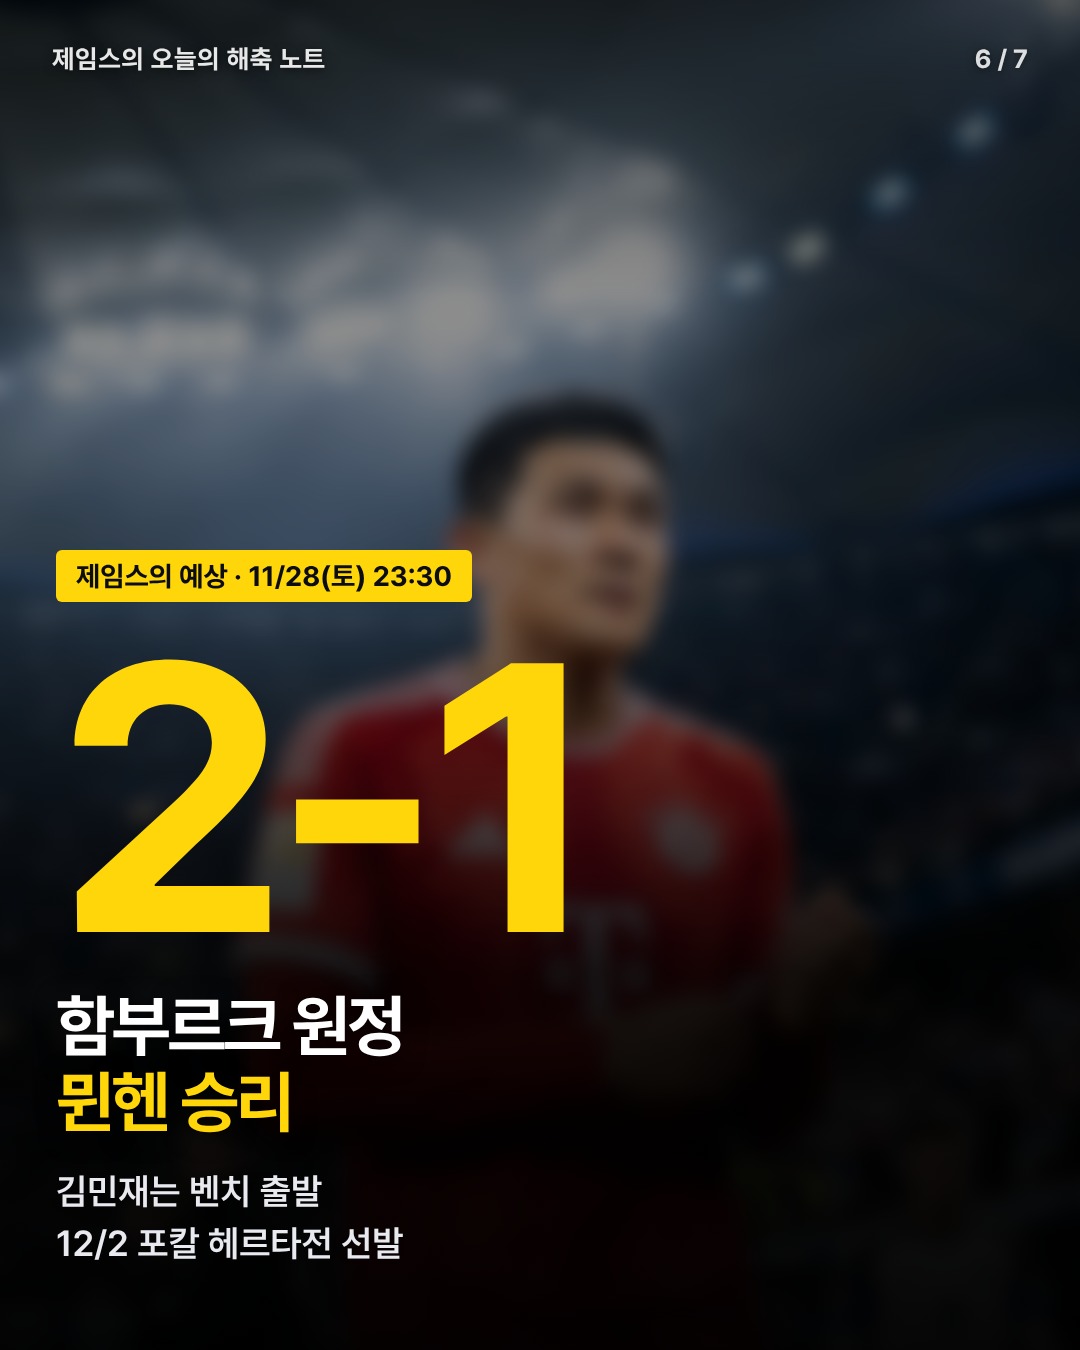 제임스의 오늘의 해축 노트
6 / 7
제임스의 예상 · 11/28(토) 23:30
2-1
함부르크 원정
뮌헨 승리
김민재는 벤치 출발
12/2 포칼 헤르타전 선발